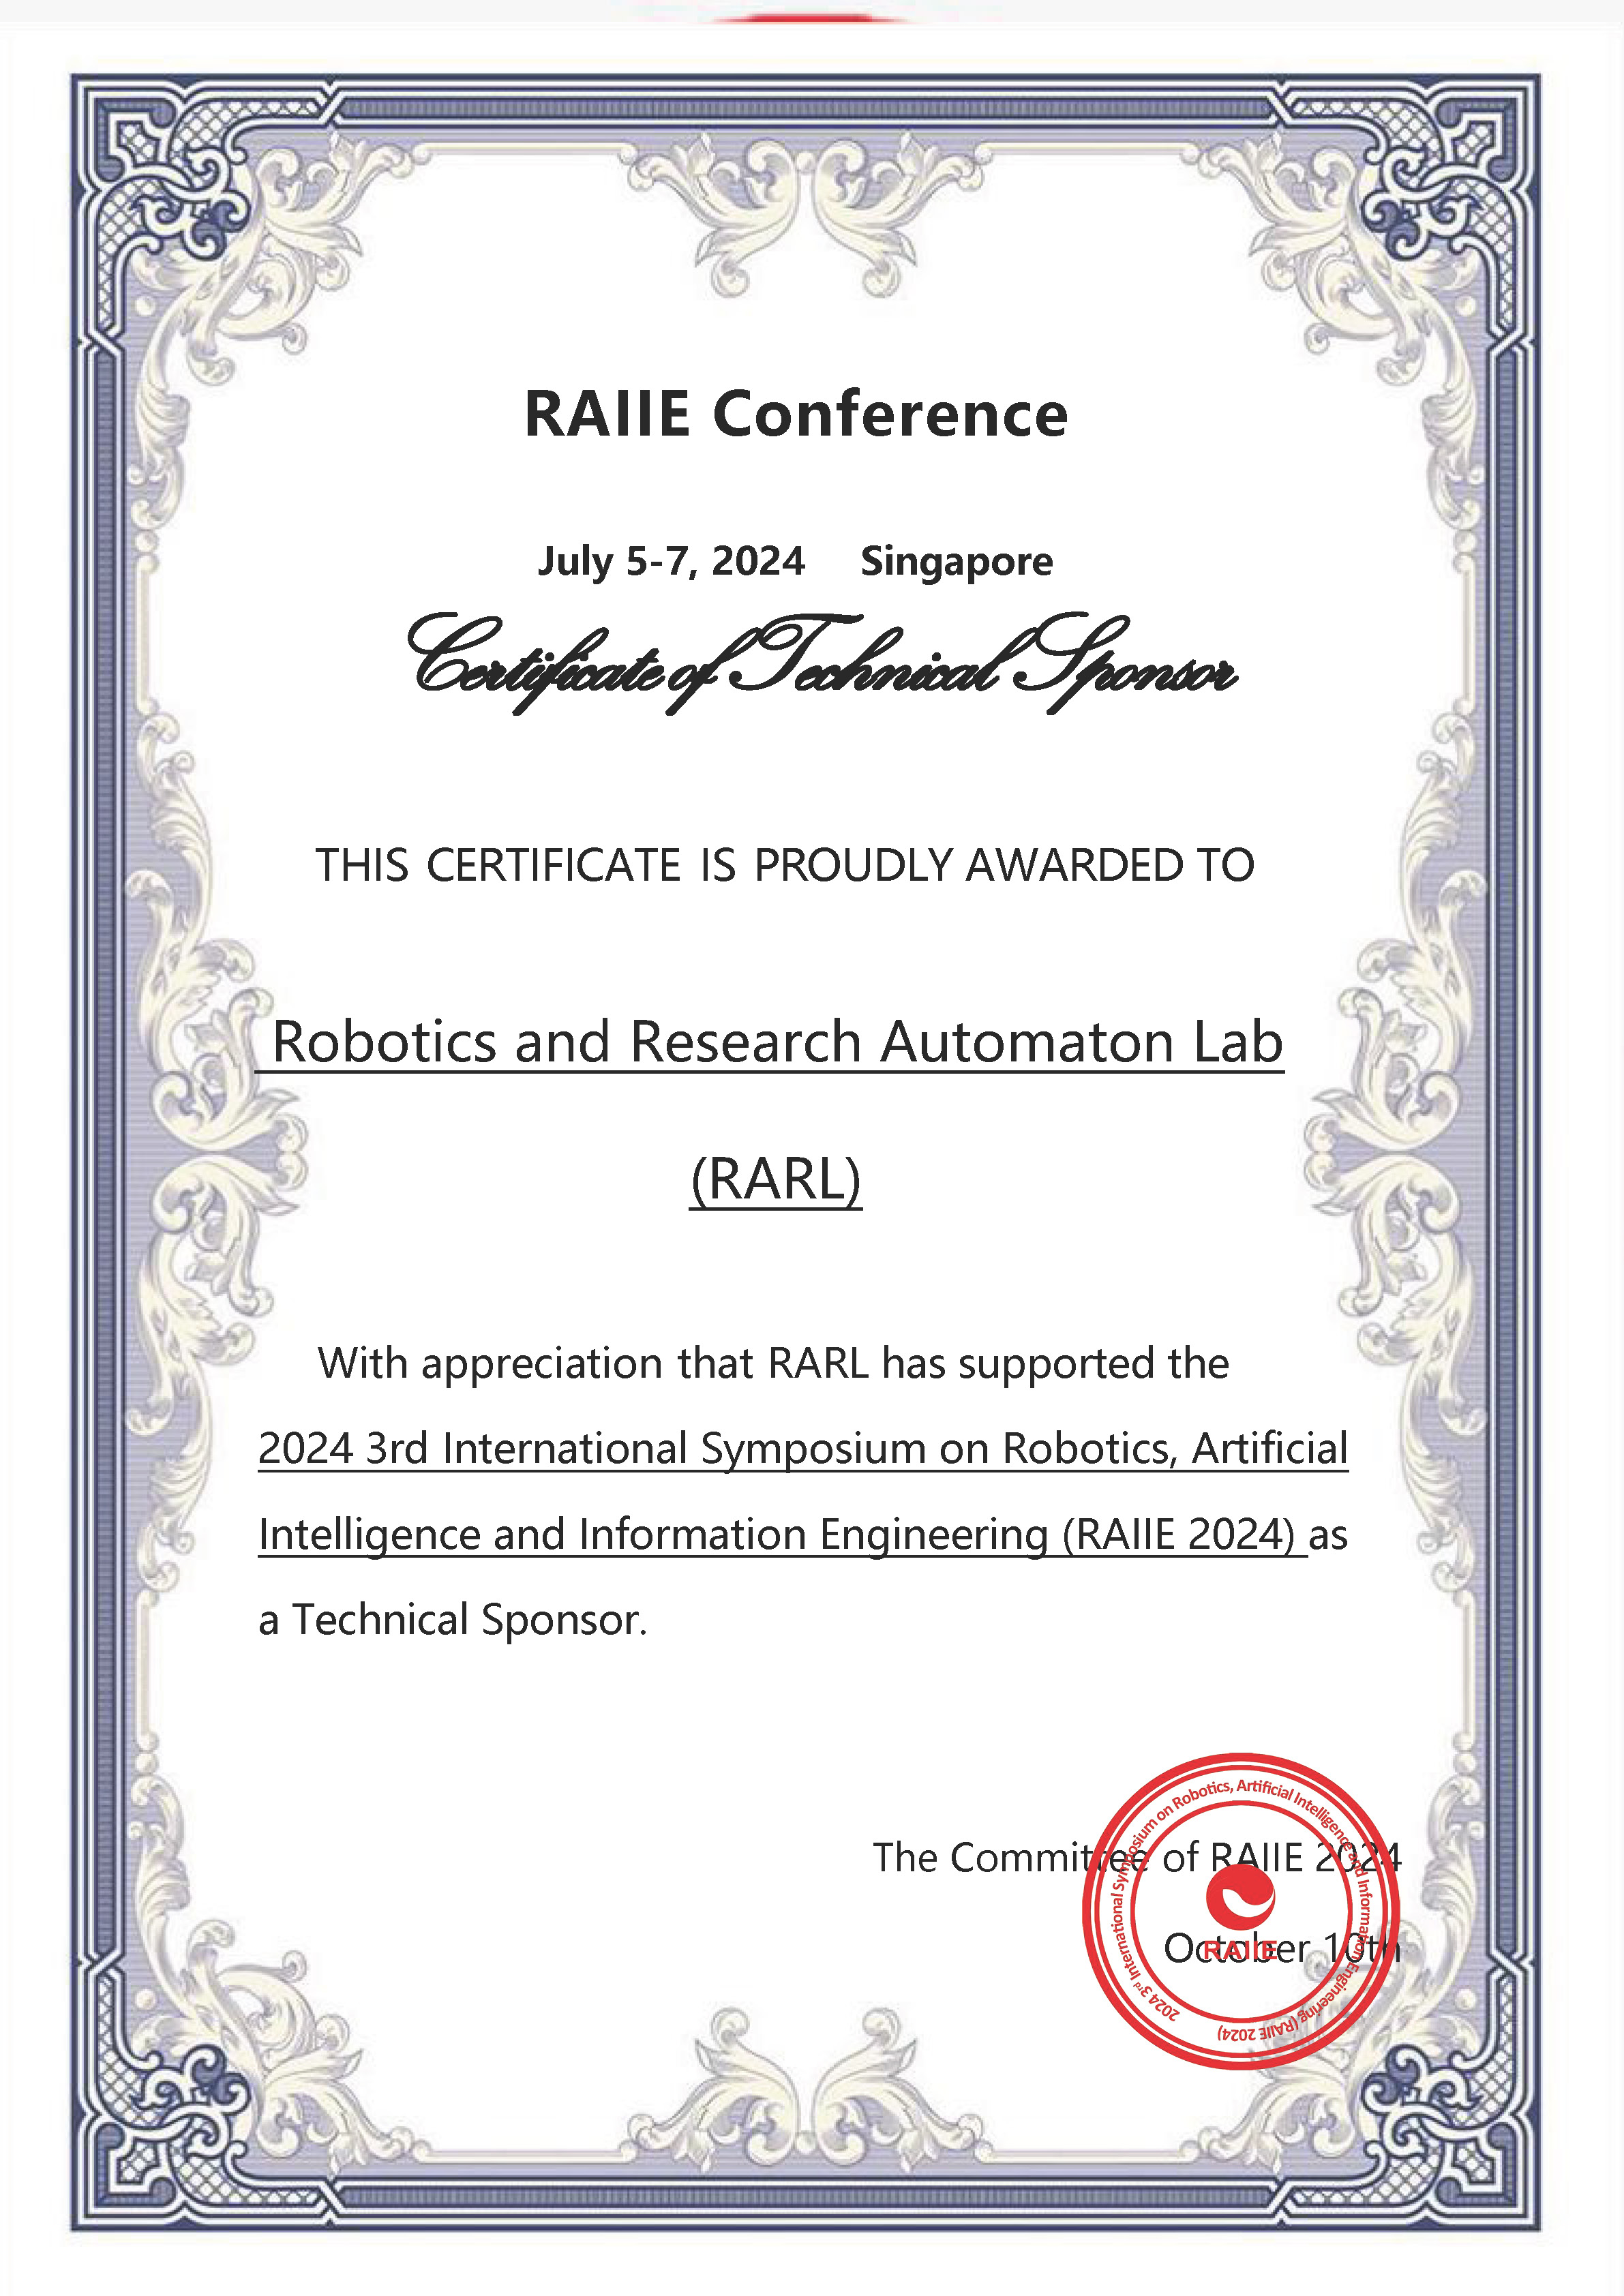 RAIIE Conference
July 5-7, 2024 Singapore
Certificate of Technical Sponsor
THIS CERTIFICATE IS PROUDLY AWARDED TO
Robotics and Research Automaton Lab
(RARL)
With appreciation that RARL has supported the
2024 3rd International Symposium on Robotics, Artificial
Intelligence and Information Engineering (RAIIE 2024) as
a Technical Sponsor.
The Committee of RAIIE 2024
October 10th
2024 3rd International Symposium on Robotics, Artificial Intelligence and Information Engineering (RAIIE 2024)
RAIIE